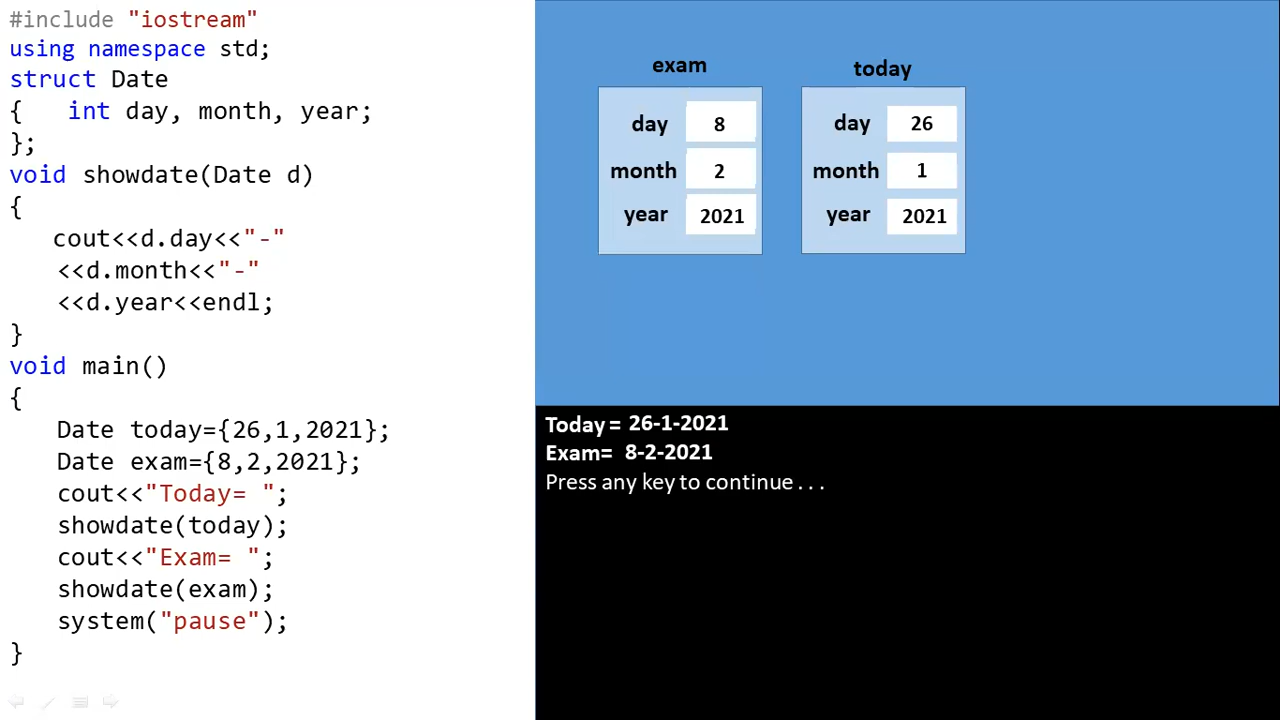 #include "iostream"
using namespace std;
struct Date
{   int day, month, year;
};
void showdate(Date d)
{
cout<<d.day<<"-"
<<d.month<<"-"
<<d.year<<endl;
}
void main()
{
Date today={26,1,2021};
Date exam={8,2,2021};
cout<<"Today= ";
showdate(today);
cout<<"Exam= ";
showdate(exam);
system("pause");
}
exam
day 8
month 2
year 2021
today
day 26
month 1
year 2021
Today = 26-1-2021
Exam= 8-2-2021
Press any key to continue . . .